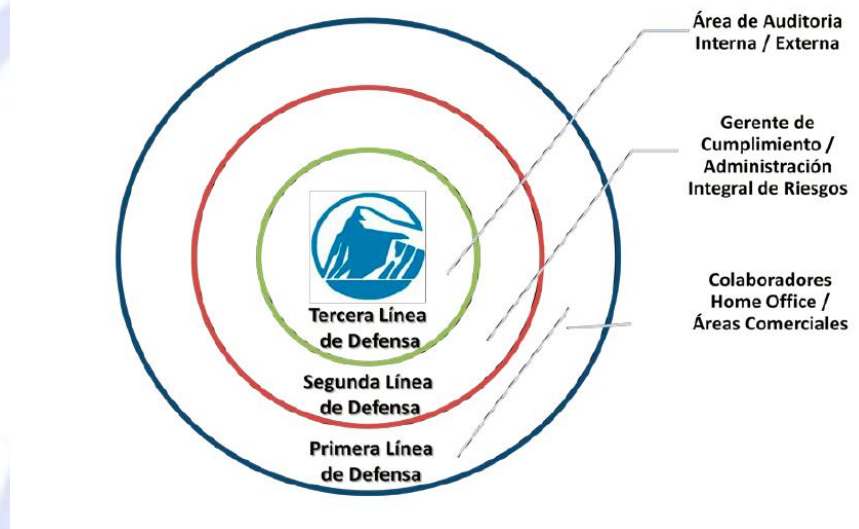 Área de Auditoria
Interna / Externa
Gerente de
Cumplimiento /
Administración
Integral de Riesgos
Colaboradores
Home Office /
Áreas Comerciales
Tercera Línea
de Defensa
Segunda Línea
de Defensa
Primera Línea
de Defensa